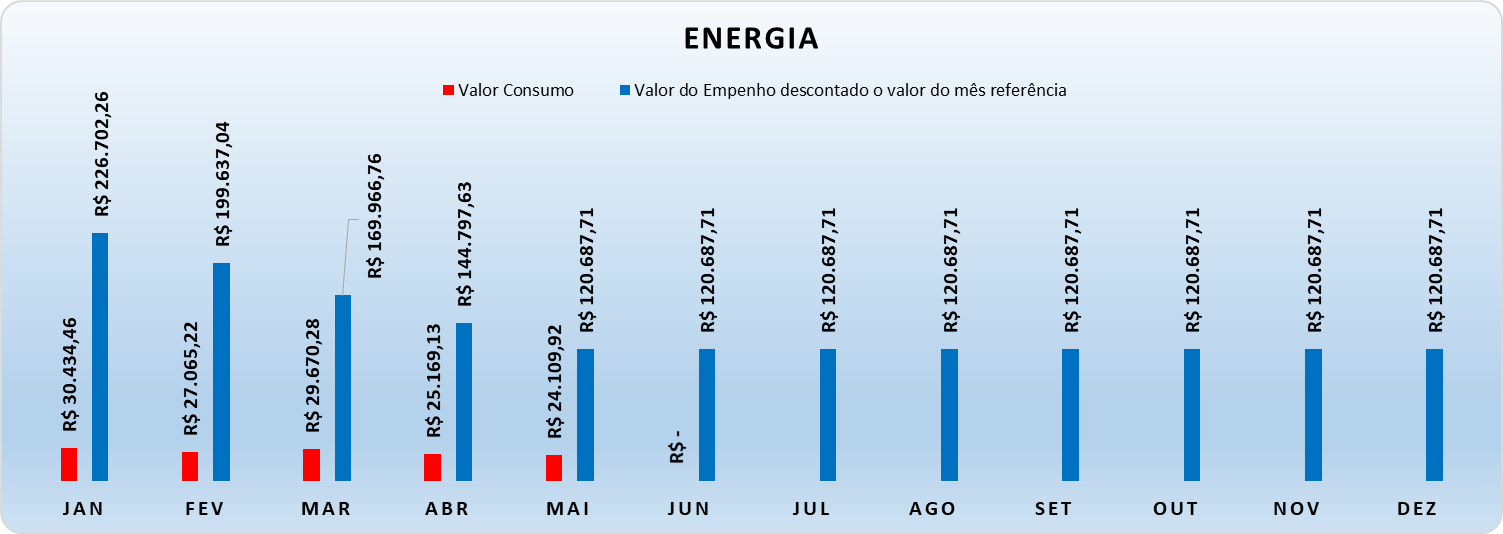 ENERGIA
Valor Consumo
Valor do Empenho descontado o valor do mês referência
R$ 30.434,46
R$ 226.702,26
R$ 27.065,22
R$ 199.637,04
R$ 29.670,28
R$ 169.966,76
R$ 25.169,13
R$ 144.797,63
R$ 24.109,92
R$ 120.687,71
R$ -
R$ 120.687,71
R$ 120.687,71
R$ 120.687,71
R$ 120.687,71
R$ 120.687,71
R$ 120.687,71
R$ 120.687,71
JAN FEV MAR ABR MAI JUN JUL AGO SET OUT NOV DEZ